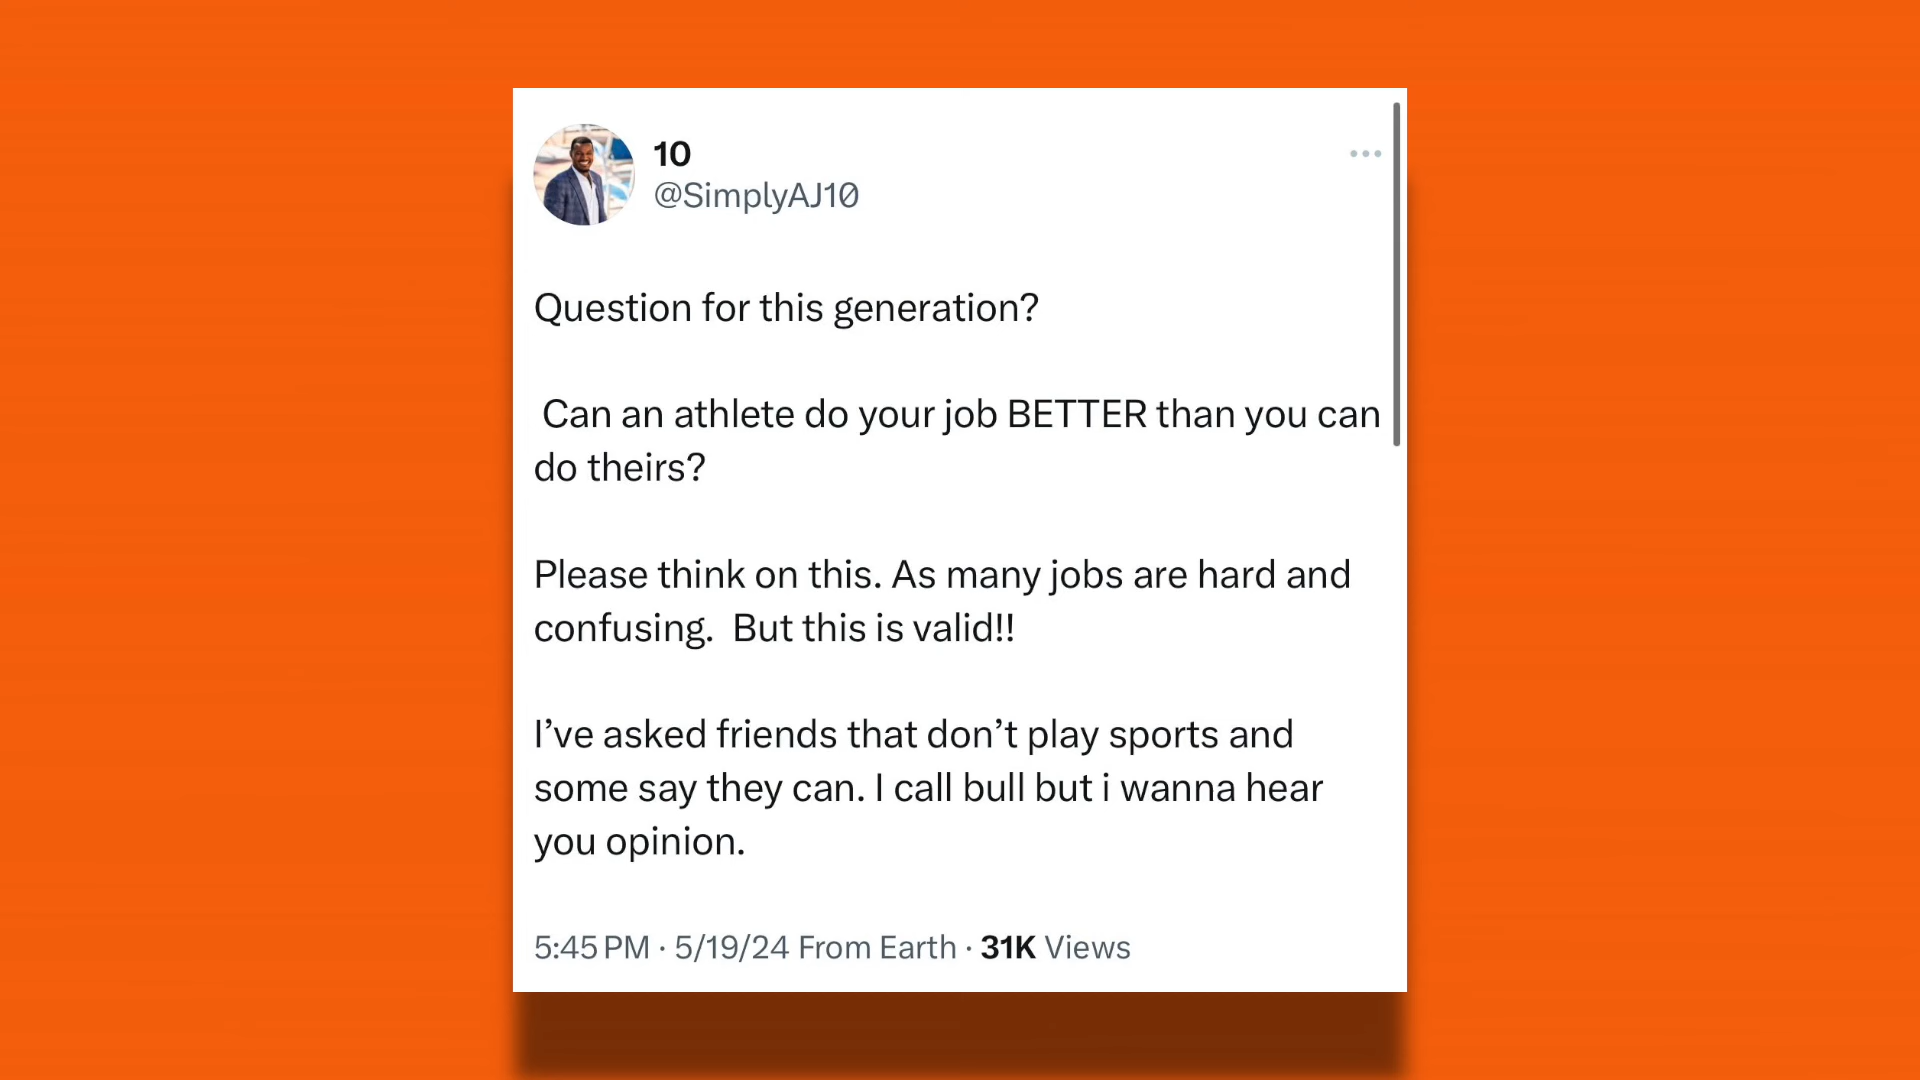 10
@SimplyAJ10
Question for this generation?
Can an athlete do your job BETTER than you can
do theirs?
Please think on this. As many jobs are hard and
confusing.  But this is valid!!
I’ve asked friends that don’t play sports and
some say they can. I call bull but i wanna hear
you opinion.
5:45 PM · 5/19/24 From Earth · 31K Views